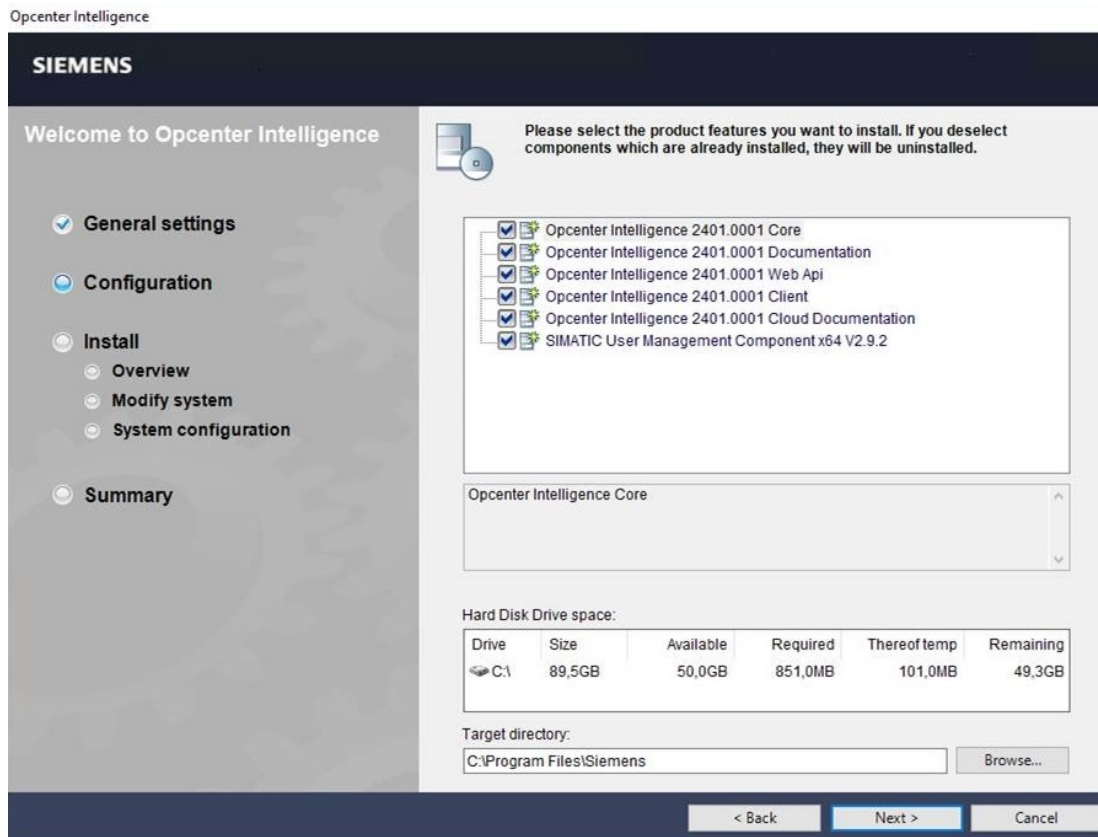 Opcenter Intelligence
SIEMENS
Welcome to Opcenter Intelligence
General settings
Configuration
Install
Overview
Modify system
System configuration
Summary
Please select the product features you want to install. If you deselect
components which are already installed, they will be uninstalled.
Opcenter Intelligence 2401.0001 Core
Opcenter Intelligence 2401.0001 Documentation
Opcenter Intelligence 2401.0001 Web Api
Opcenter Intelligence 2401.0001 Client
Opcenter Intelligence 2401.0001 Cloud Documentation
SIMATIC User Management Component x64 V2.9.2
Opcenter Intelligence Core
Hard Disk Drive space:
Drive Size Available Required Thereof temp Remaining
C:\ 89,5GB 50,0GB 851,0MB 101,0MB 49,3GB
Target directory:
C:\Program Files\Siemens
Browse...
< Back Next > Cancel